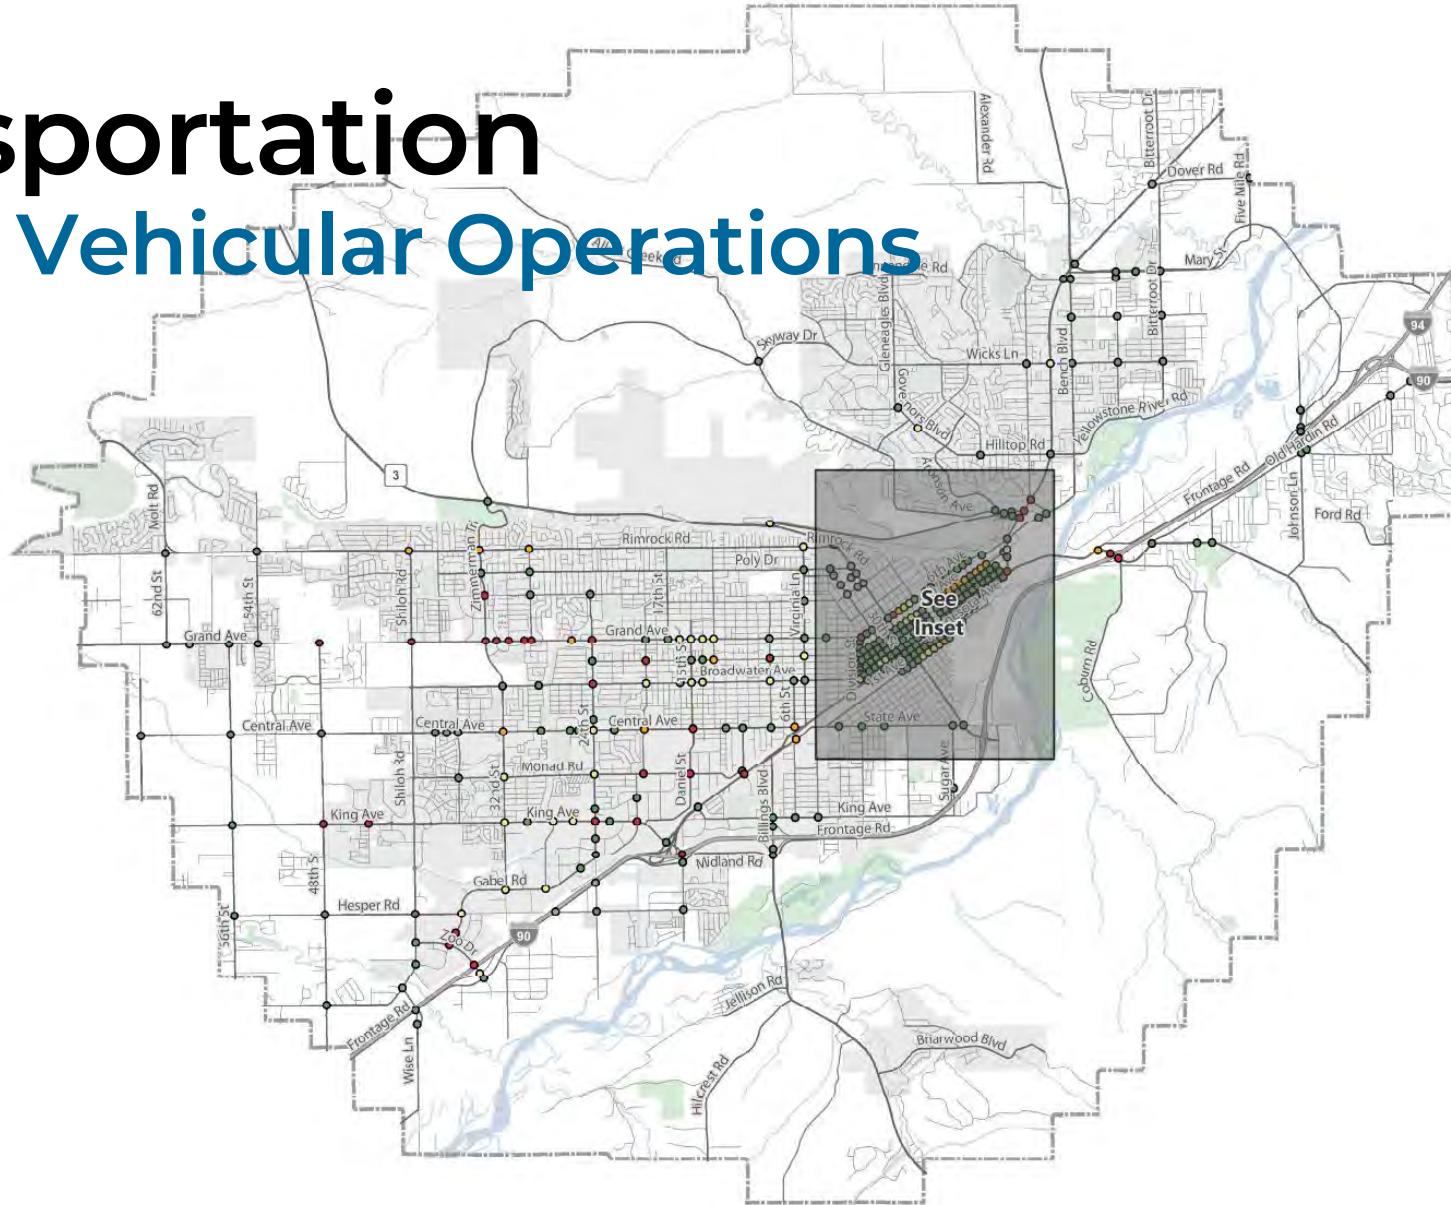 sportation
Vehicular Operations
Alexander Rd
Bitterroot Dr
Dover Rd
Five Mile Rd
Mary St
Bitterroot Dr
Skyway Dr
Gleneagles Blvd
Wicks Ln
Bench Blvd
94
90
Governors Blvd
Yellowstone River Rd
Hilltop Rd
Old Hardin Rd
Frontage Rd
Johnson Ln
Ford Rd
3
Aronson Ave
Molt Rd
Rimrock Rd
Rimrock Rd
Poly Dr
62nd St
54th St
Shiloh Rd
Zimmerman Tr
17th St
Virginia Ln
See
Inset
Grand Ave
Grand Ave
15th St
Broadwater Ave
Division St
Coburn Rd
6th St
Central Ave
Central Ave
24th St
Central Ave
State Ave
Shiloh Rd
Monad Rd
32nd St
Daniel St
Billings Blvd
Sugar Ave
King Ave
King Ave
King Ave
Frontage Rd
Midland Rd
48th St
Gabel Rd
Hesper Rd
56th St
Zoo Dr
90
Jellison Rd
Frontage Rd
Wise Ln
Briarwood Blvd
Hillcrest Rd